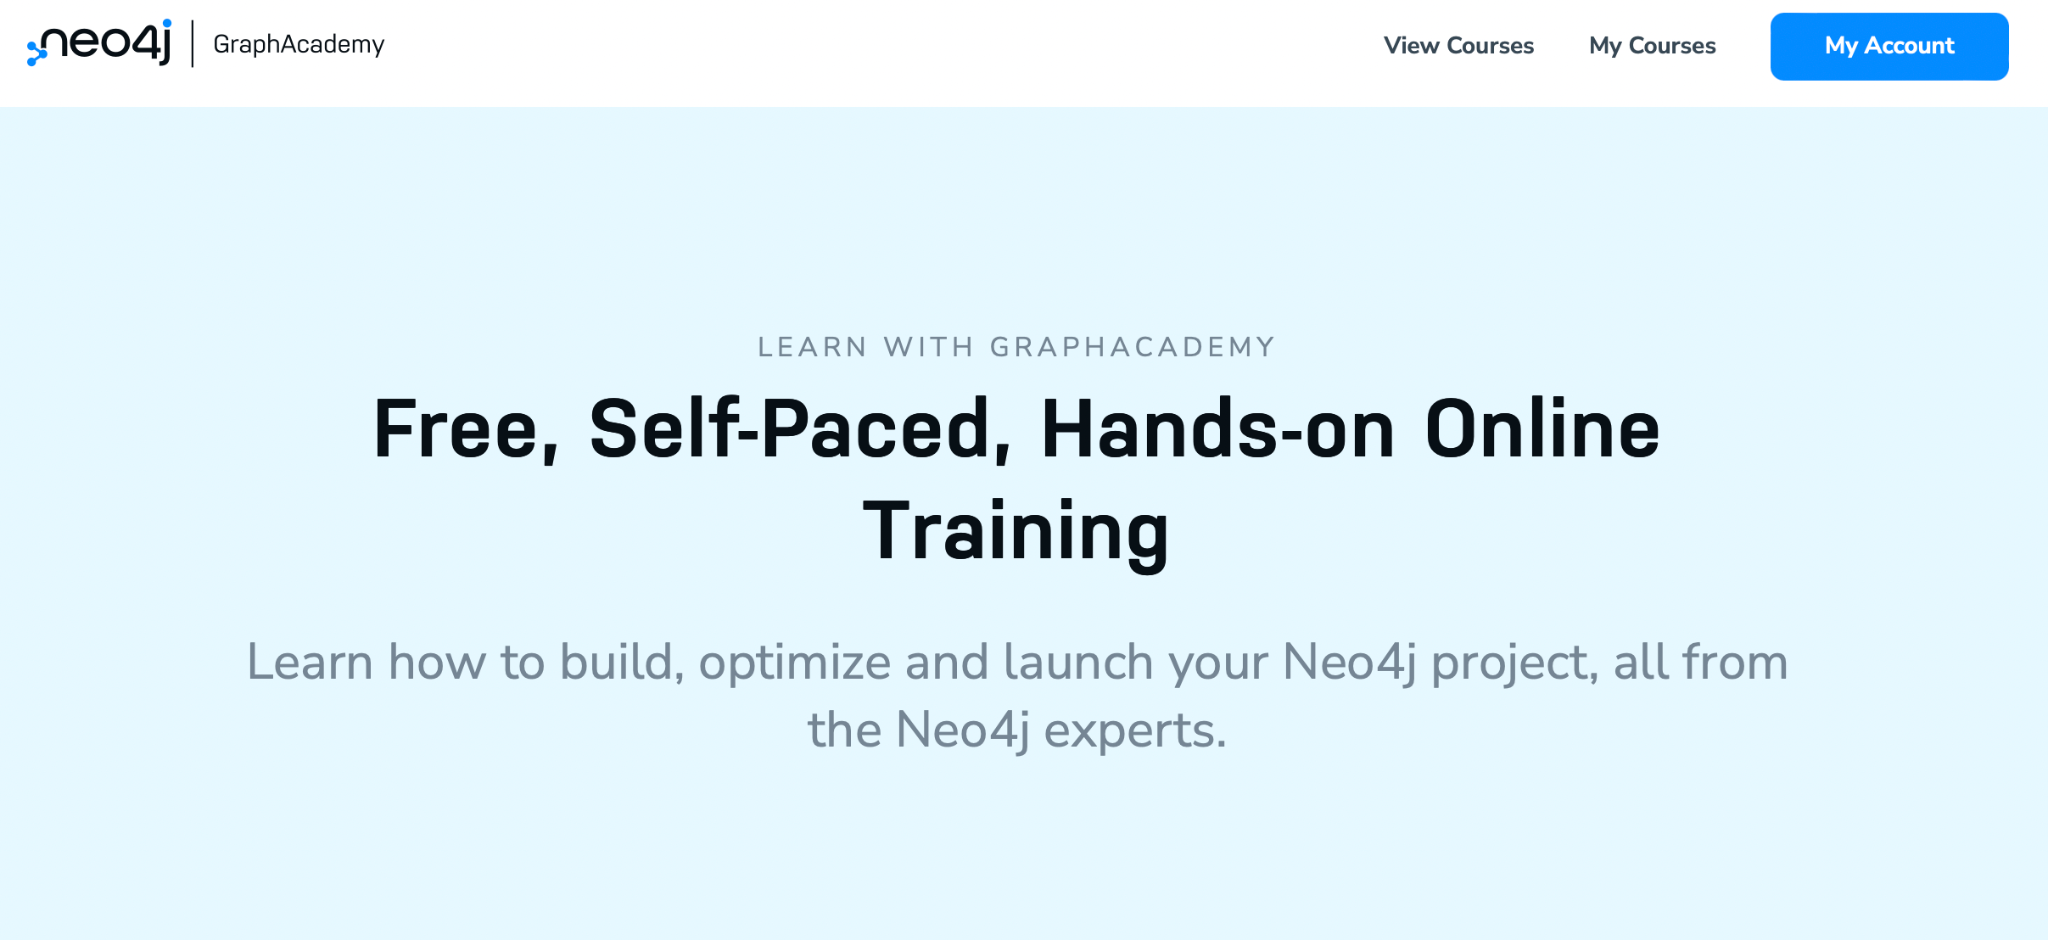 neo4j | GraphAcademy
View Courses
My Courses
My Account
LEARN WITH GRAPHACADEMY
Free, Self-Paced, Hands-on Online
Training
Learn how to build, optimize and launch your Neo4j project, all from
the Neo4j experts.